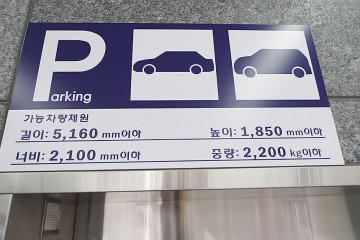 Parking
가능차량제원
길이: 5,160 mm이하 높이: 1,850 mm이하
너비: 2,100 mm이하 중량: 2,200 kg이하